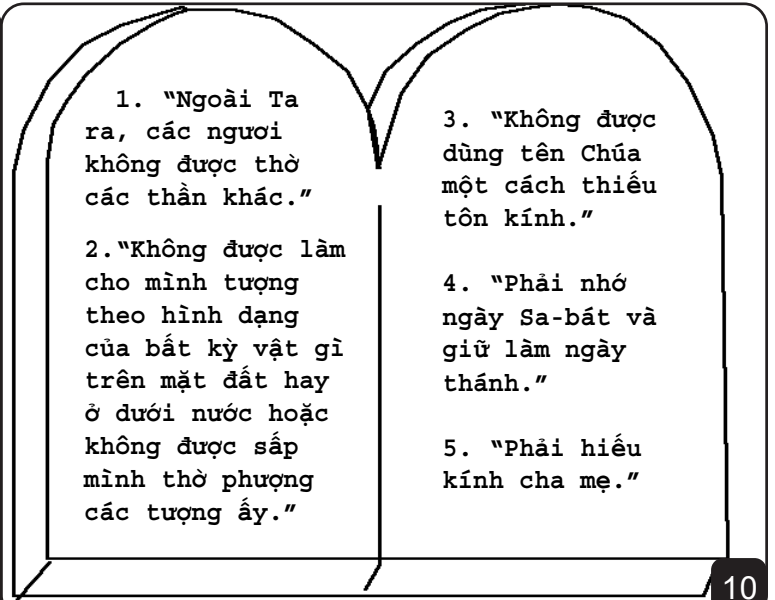 1. “Ngoài Ta
ra, các ngươi
không được thờ
các thần khác.”
2.“Không được làm
cho mình tượng
theo hình dạng
của bất kỳ vật gì
trên mặt đất hay
ở dưới nước hoặc
không được sấp
mình thờ phượng
các tượng ấy.”
3. “Không được
dùng tên Chúa
một cách thiếu
tôn kính.”
4. “Phải nhớ
ngày Sa-bát và
giữ làm ngày
thánh.”
5. “Phải hiếu
kính cha mẹ.”
10